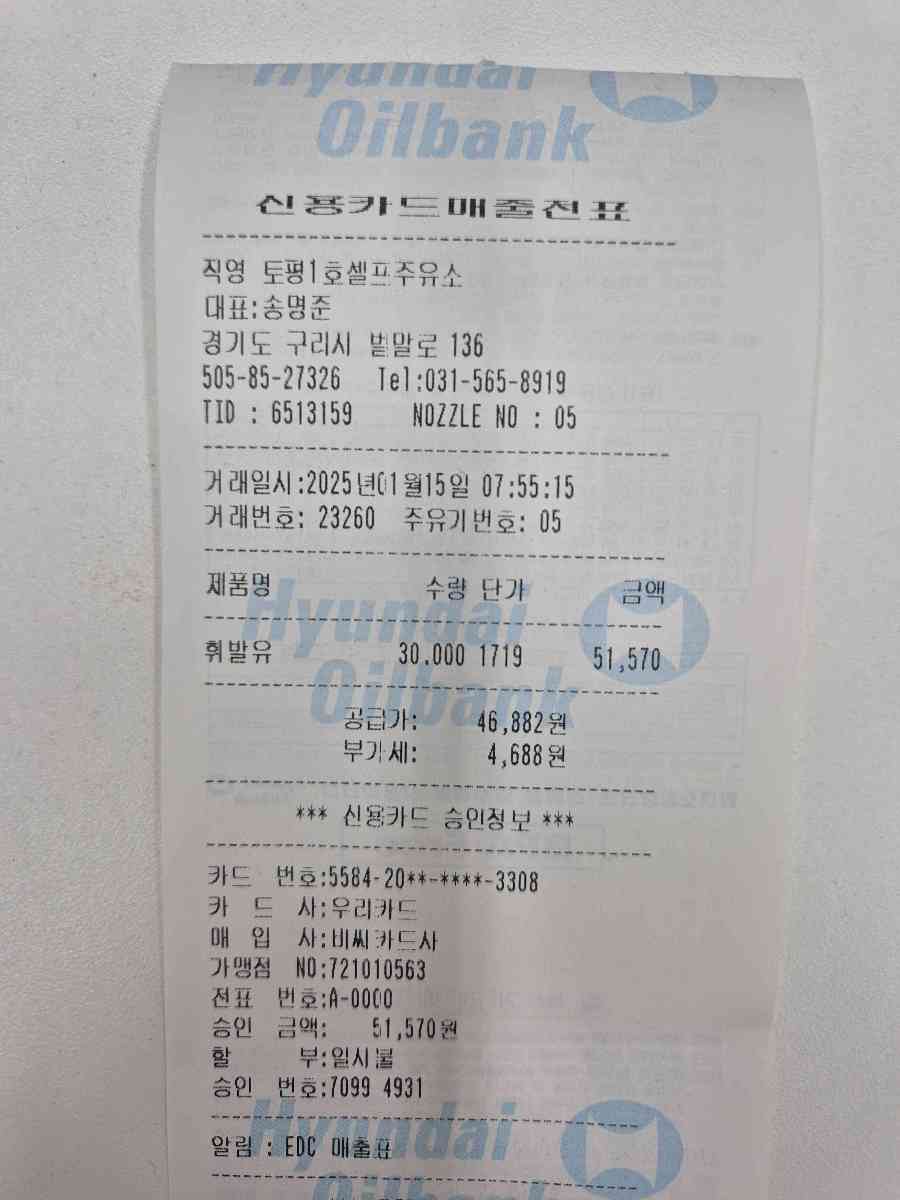 Hyundai
Oilbank
신용카드매출전표
직영 토평1호셀프주유소
대표:송명준
경기도 구리시 벌말로 136
505-85-27326 Tel:031-565-8919
TID : 6513159 NOZZLE NO : 05
거래일시:2025년01월15일 07:55:15
거래번호: 23260 주유기번호: 05
제품명 수량 단가 금액
Hyundai
휘발유 30.000 1719 51,570
Oilbank
공급가: 46,882원
부가세: 4,688원
*** 신용카드 승인정보 ***
카드 번호:5584-20**-****-3308
카 드 사:우리카드
매 입 사:비씨카드사
가맹점 NO:721010563
전표 번호:A-0000
승인 금액: 51,570원
할 부:일시불
승인 번호:7099 4931
Hyundai
알림 : EDC 매출표
Oilbank